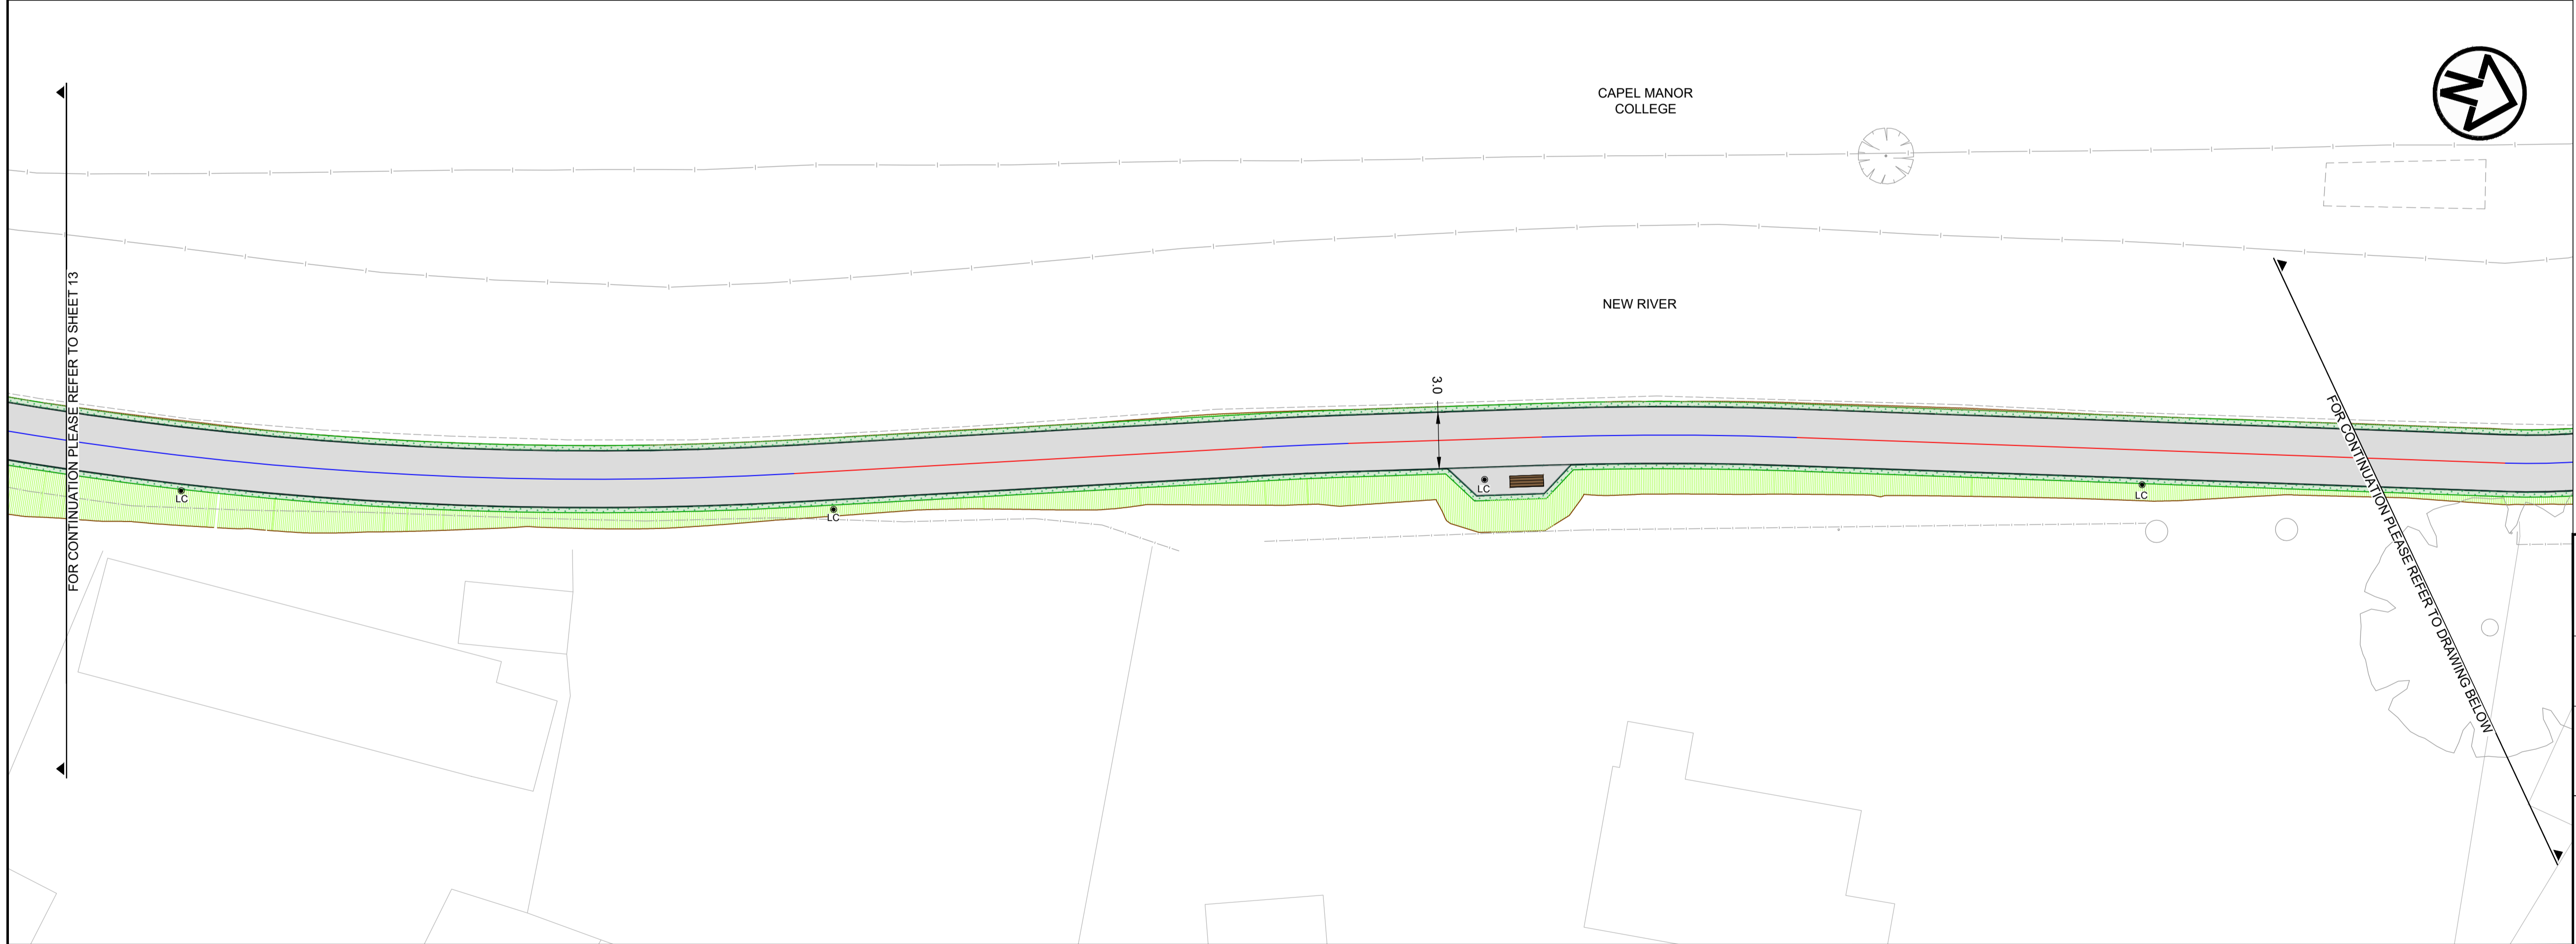 CAPEL MANOR
COLLEGE
N
FOR CONTINUATION PLEASE REFER TO SHEET 13
NEW RIVER
3.0
FOR CONTINUATION PLEASE REFER TO DRAWING BELOW
LC
LC
LC
LC